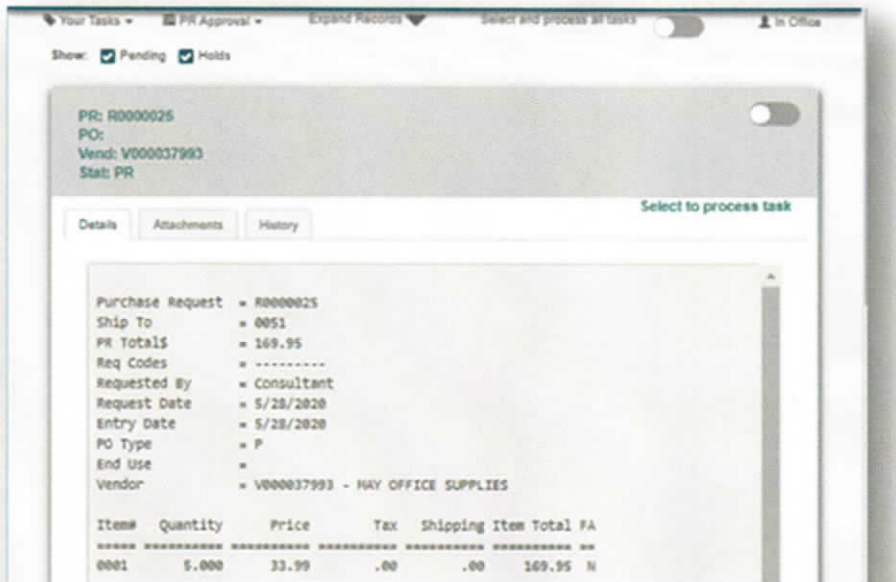 Your Tasks PR Approval Expand Records Select and process all tasks In Office
Show: Pending Holds
PR: R0000025
PO:
Vend: V000037993
Stat: PR
Select to process task
Details Attachments History
Purchase Request = R0000025
Ship To = 0051
PR Total$ = 169.95
Req Codes = ---------
Requested By = Consultant
Request Date = 5/28/2020
Entry Date = 5/28/2020
PO Type = P
End Use =
Vendor = V000037993 - MAY OFFICE SUPPLIES
Item# Quantity Price Tax Shipping Item Total FA
===== ========== ========== ========== ========== ========== ==
0001 5.000 33.99 .00 .00 169.95 N